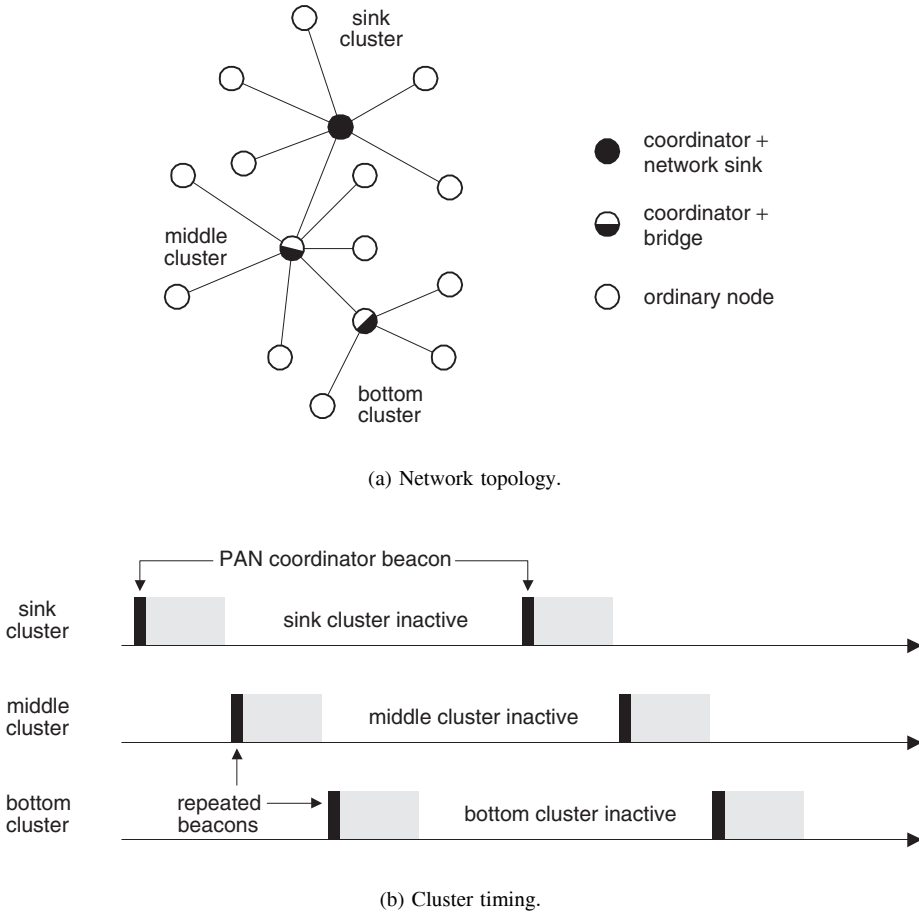 sink
cluster
coordinator +
network sink
coordinator +
bridge
middle
cluster
ordinary node
bottom
cluster
(a) Network topology.
PAN coordinator beacon
sink
cluster
sink cluster inactive
middle
cluster
middle cluster inactive
bottom
cluster
repeated
beacons
bottom cluster inactive
(b) Cluster timing.